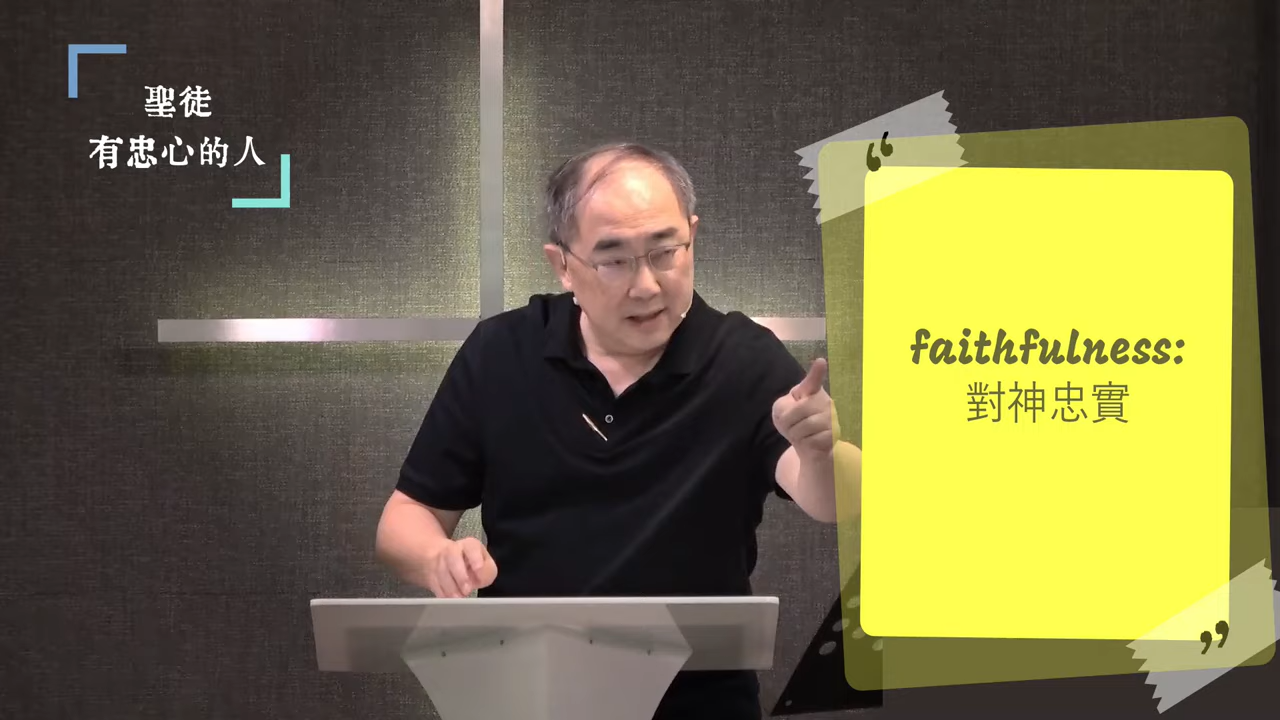 聖徒
有忠心的人
“
faithfulness:
對神忠實
”